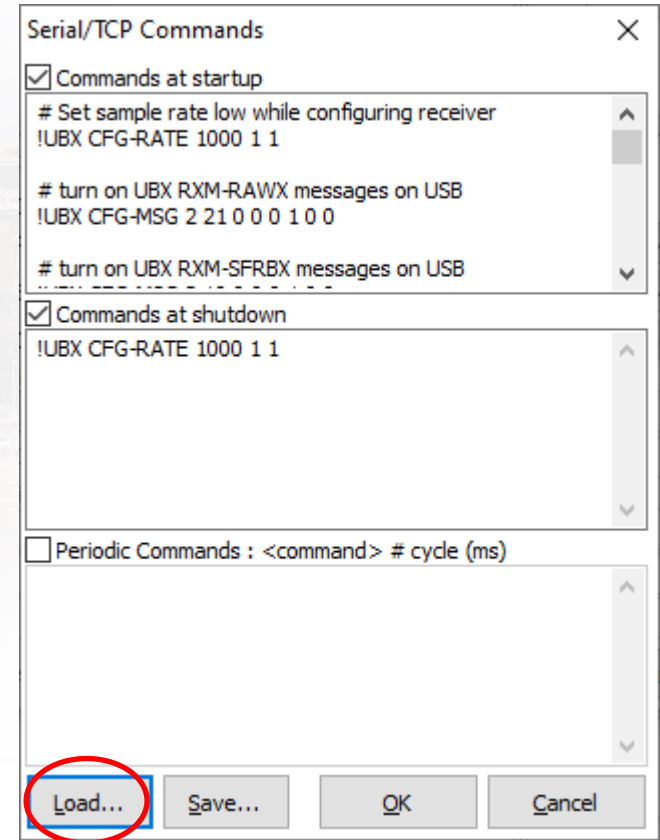 Serial/TCP Commands
Commands at startup
# Set sample rate low while configuring receiver
!UBX CFG-RATE 1000 1 1
# turn on UBX RXM-RAWX messages on USB
!UBX CFG-MSG 2 21 0 0 0 1 0 0
# turn on UBX RXM-SFRBX messages on USB
Commands at shutdown
!UBX CFG-RATE 1000 1 1
Periodic Commands : <command> # cycle (ms)
Load... Save... OK Cancel